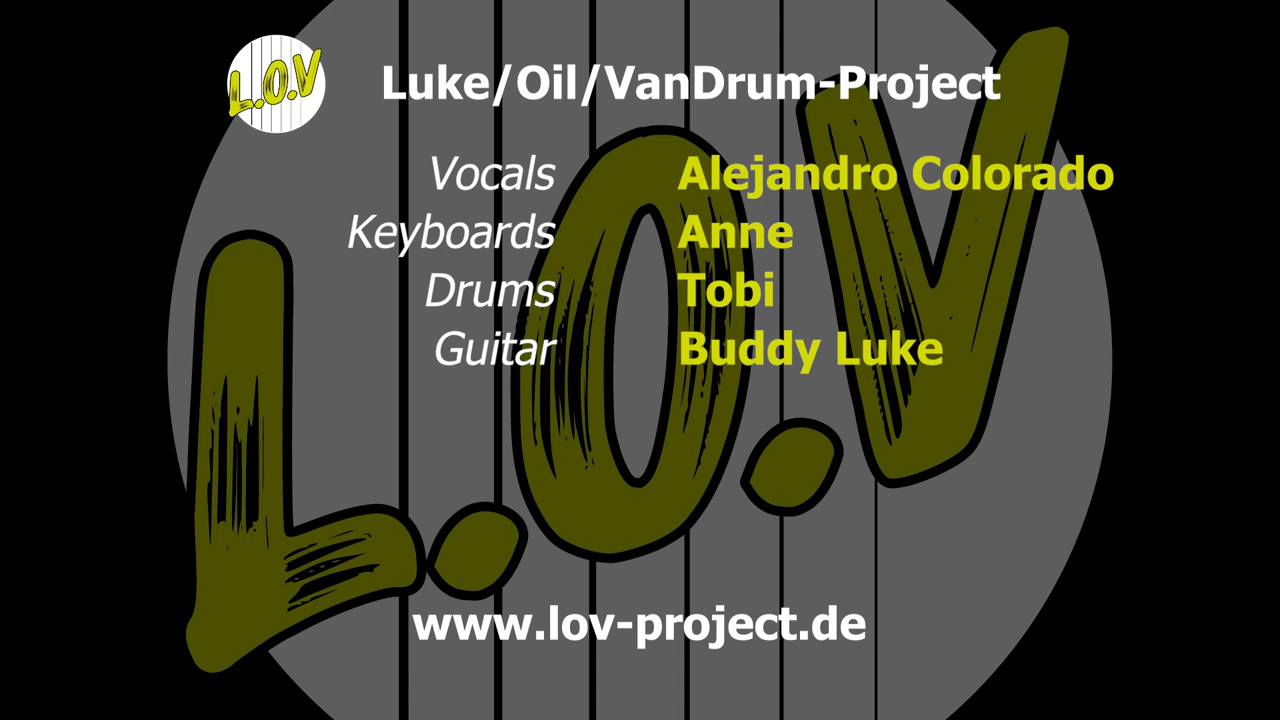 L.O.V
Luke/Oil/VanDrum-Project
Vocals Alejandro Colorado
Keyboards Anne
Drums Tobi
Guitar Buddy Luke
L.O.V
www.lov-project.de